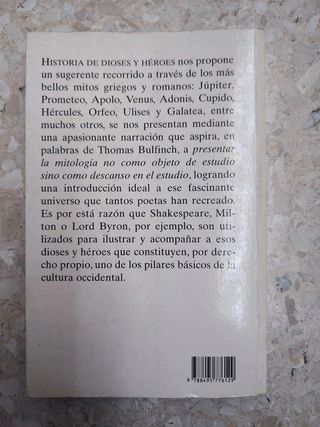 HISTORIA DE DIOSES Y HÉROES nos propone
un sugerente recorrido a través de los más
bellos mitos griegos y romanos: Júpiter,
Prometeo, Apolo, Venus, Adonis, Cupido,
Hércules, Orfeo, Ulises y Galatea, entre
muchos otros, se nos presentan mediante
una apasionante narración que aspira, en
palabras de Thomas Bulfinch, a presentar
la mitología no como objeto de estudio
sino como descanso en el estudio, logrando
una introducción ideal a ese fascinante
universo que tantos poetas han recreado.
Es por está razón que Shakespeare, Mil-
ton o Lord Byron, por ejemplo, son uti-
lizados para ilustrar y acompañar a esos
dioses y héroes que constituyen, por dere-
cho propio, uno de los pilares básicos de la
cultura occidental.
9 788495 776129